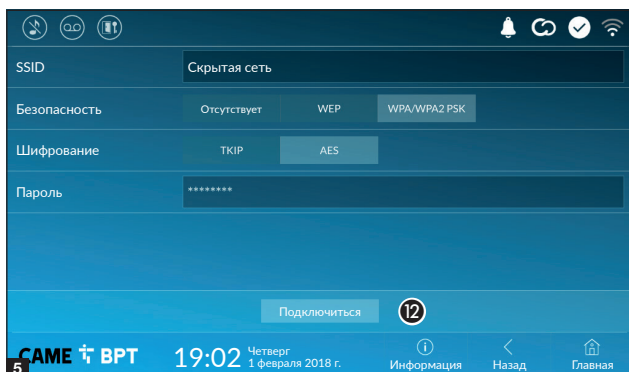 SSID Скрытая сеть
Безопасность Отсутствует WEP WPA/WPA2 PSK
Шифрование TKIP AES
Пароль ********
Подключиться 12
5 CAME BPT 19:02 Четверг
1 февраля 2018 г.
Информация Назад Главная